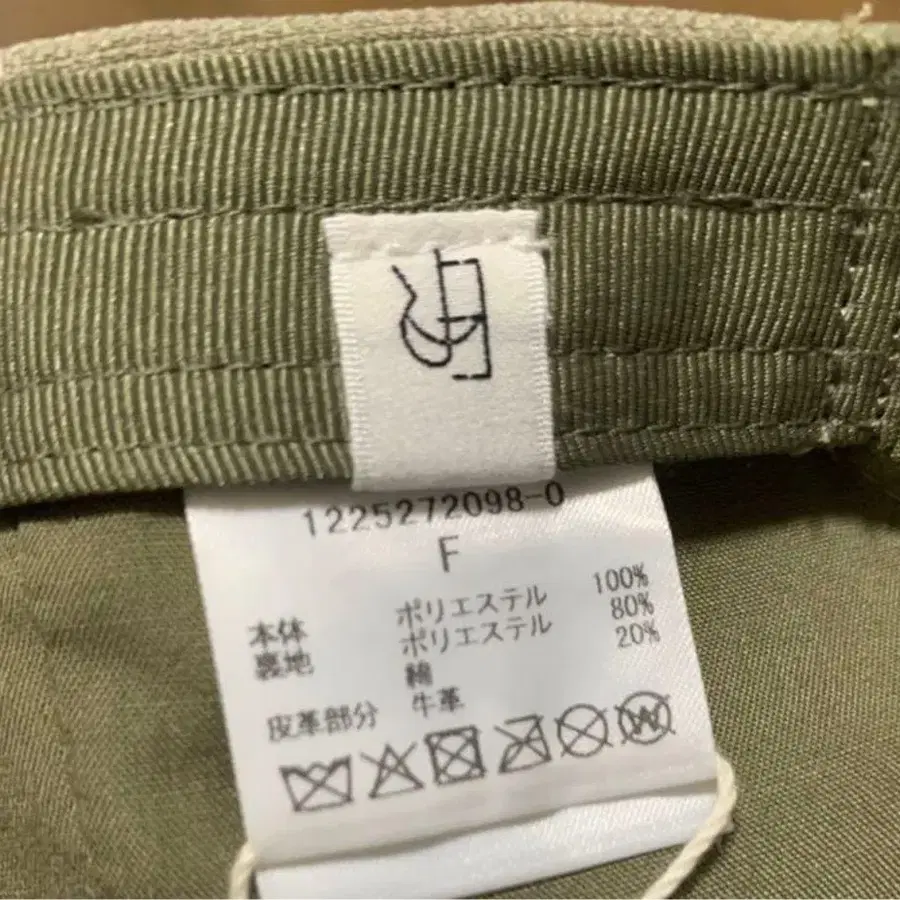 1225272098-0
F
本体 ポリエステル 100%
裏地 ポリエステル 80%
綿 20%
皮革部分 牛革